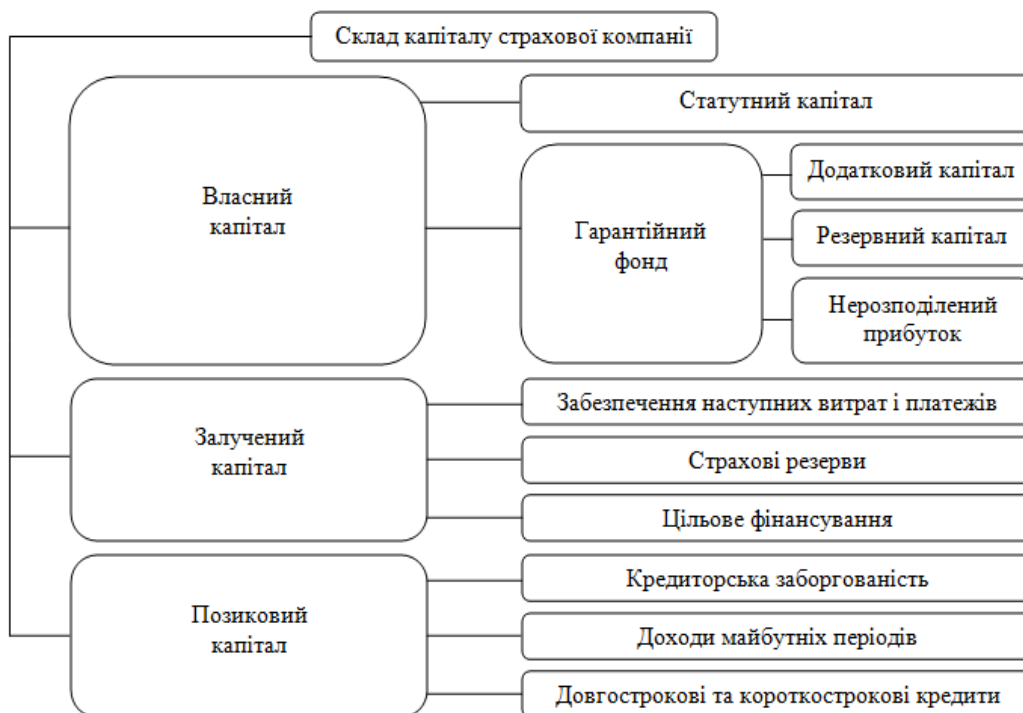 Склад капіталу страхової компанії
Власний
капітал
Статутний капітал
Гарантійний
фонд
Додатковий капітал
Резервний капітал
Нерозподілений
прибуток
Залучений
капітал
Забезпечення наступних витрат і платежів
Страхові резерви
Цільове фінансування
Позиковий
капітал
Кредиторська заборгованість
Доходи майбутніх періодів
Довгострокові та короткострокові кредити